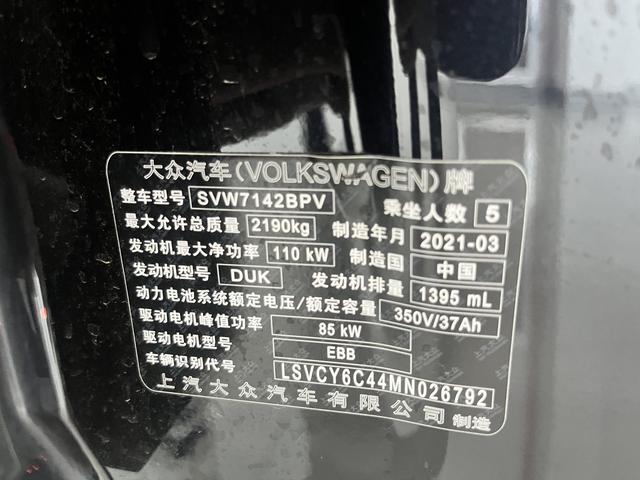 大众汽车(VOLKSWAGEN)牌
整车型号 SVW7142BPV 乘坐人数 5
最大允许总质量 2190kg 制造年月 2021-03
发动机最大净功率 110 kW 制造国 中国
发动机型号 DUK 发动机排量 1395 mL
动力电池系统额定电压/额定容量 350V/37Ah
驱动电机峰值功率 85 kW
驱动电机型号 EBB
车辆识别代号 LSVCY6C44MN026792
上汽大众汽车有限公司 制造